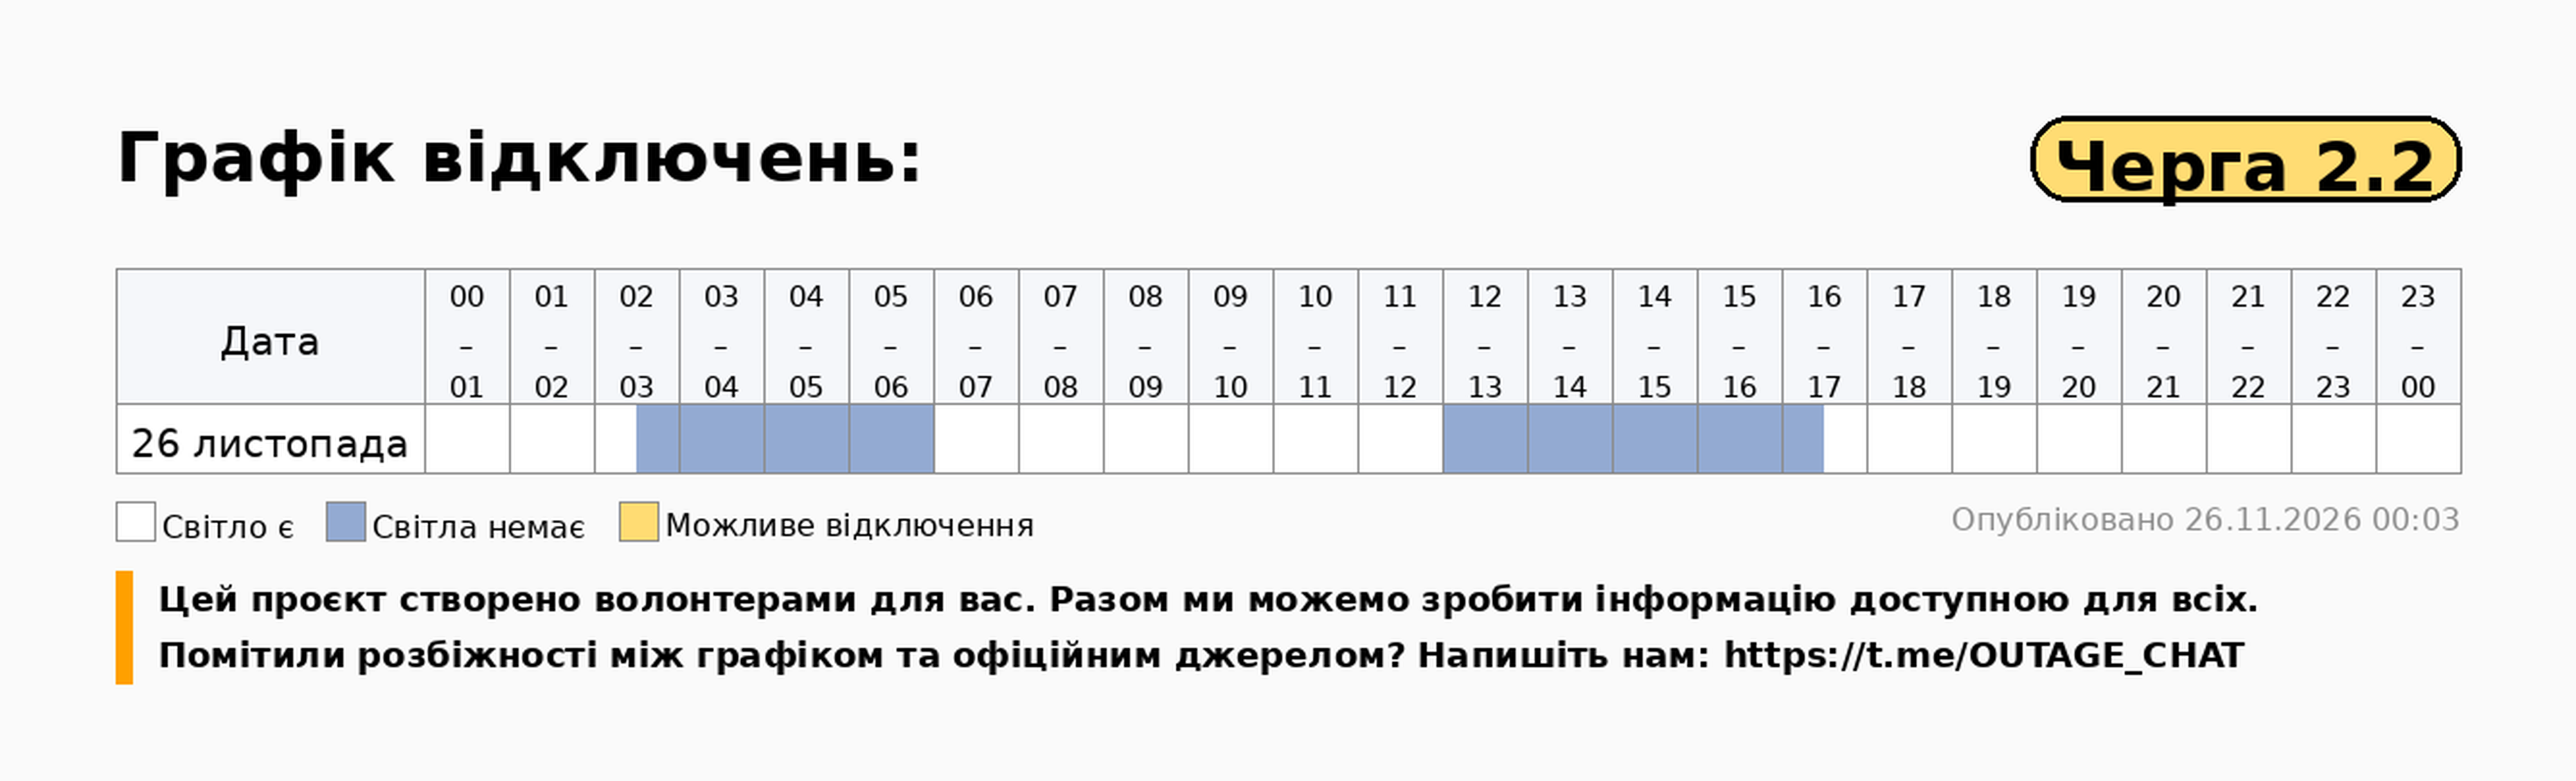 Графік відключень:
Черга 2.2
Дата
00 – 01
01 – 02
02 – 03
03 – 04
04 – 05
05 – 06
06 – 07
07 – 08
08 – 09
09 – 10
10 – 11
11 – 12
12 – 13
13 – 14
14 – 15
15 – 16
16 – 17
17 – 18
18 – 19
19 – 20
20 – 21
21 – 22
22 – 23
23 – 00
26 листопада
Світло є
Світла немає
Можливе відключення
Опубліковано 26.11.2026 00:03
Цей проєкт створено волонтерами для вас. Разом ми можемо зробити інформацію доступною для всіх.
Помітили розбіжності між графіком та офіційним джерелом? Напишіть нам: https://t.me/OUTAGE_CHAT